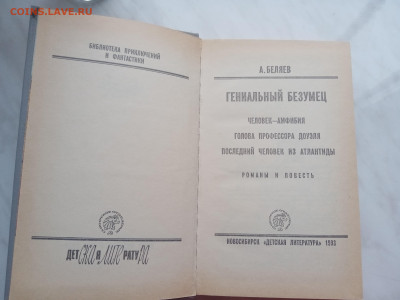 COINS.LAVE.RU
БИБЛИОТЕКА ПРИКЛЮЧЕНИЙ
И ФАНТАСТИКИ
ДЕТСКАЯ ЛИТЕРАТУРА
А. БЕЛЯЕВ
ГЕНИАЛЬНЫЙ БЕЗУМЕЦ
ЧЕЛОВЕК—АМФИБИЯ
ГОЛОВА ПРОФЕССОРА ДОУЭЛЯ
ПОСЛЕДНИЙ ЧЕЛОВЕК ИЗ АТЛАНТИДЫ
РОМАНЫ И ПОВЕСТЬ
НОВОСИБИРСК «ДЕТСКАЯ ЛИТЕРАТУРА» 1993